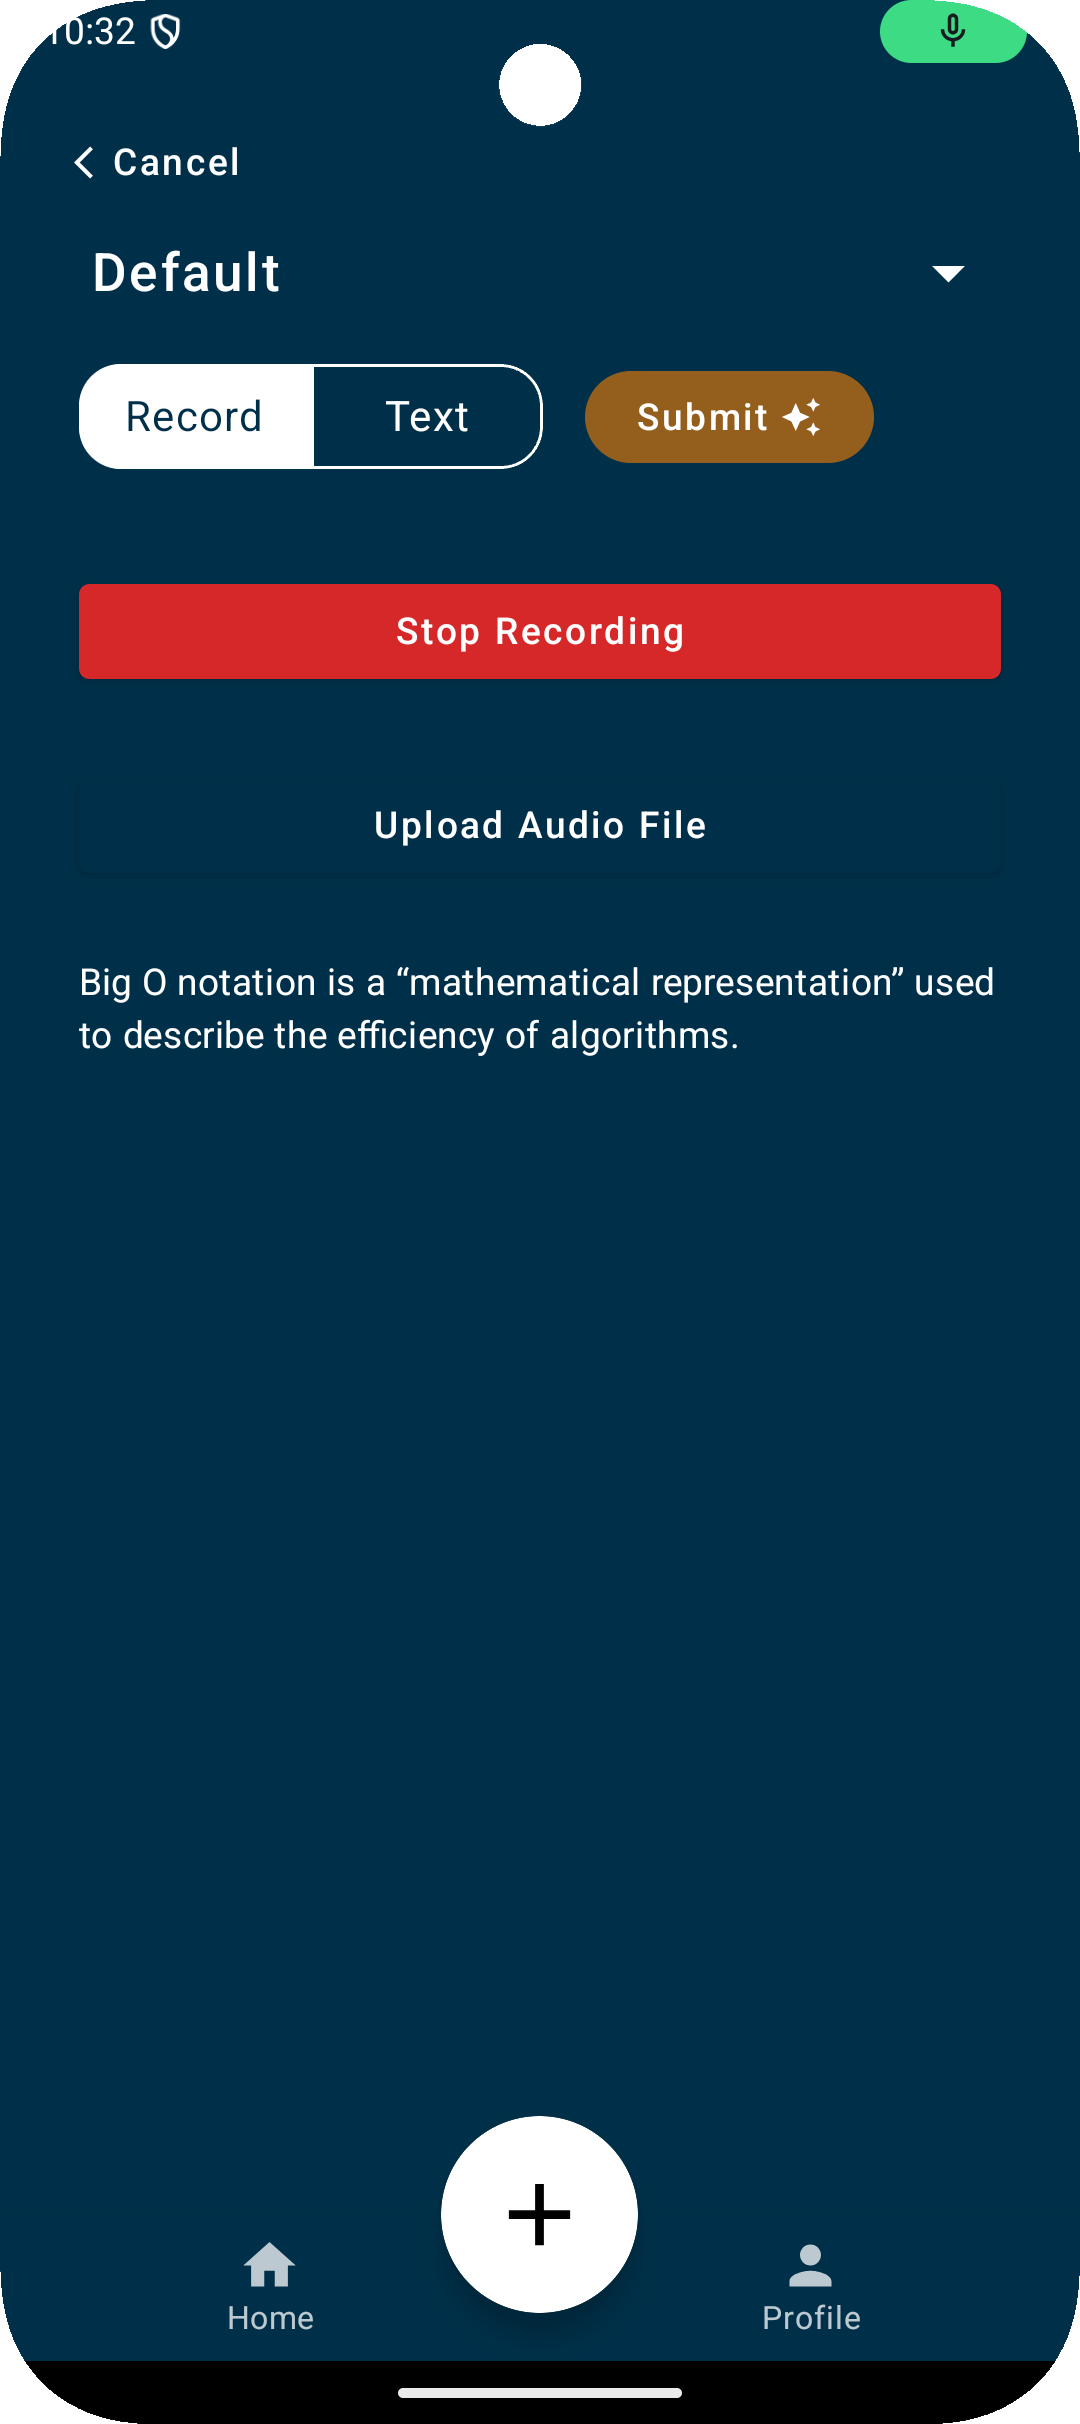 10:32
Cancel
Default
Record
Text
Submit
Stop Recording
Upload Audio File
Big O notation is a “mathematical representation” used
to describe the efficiency of algorithms.
Home
Profile